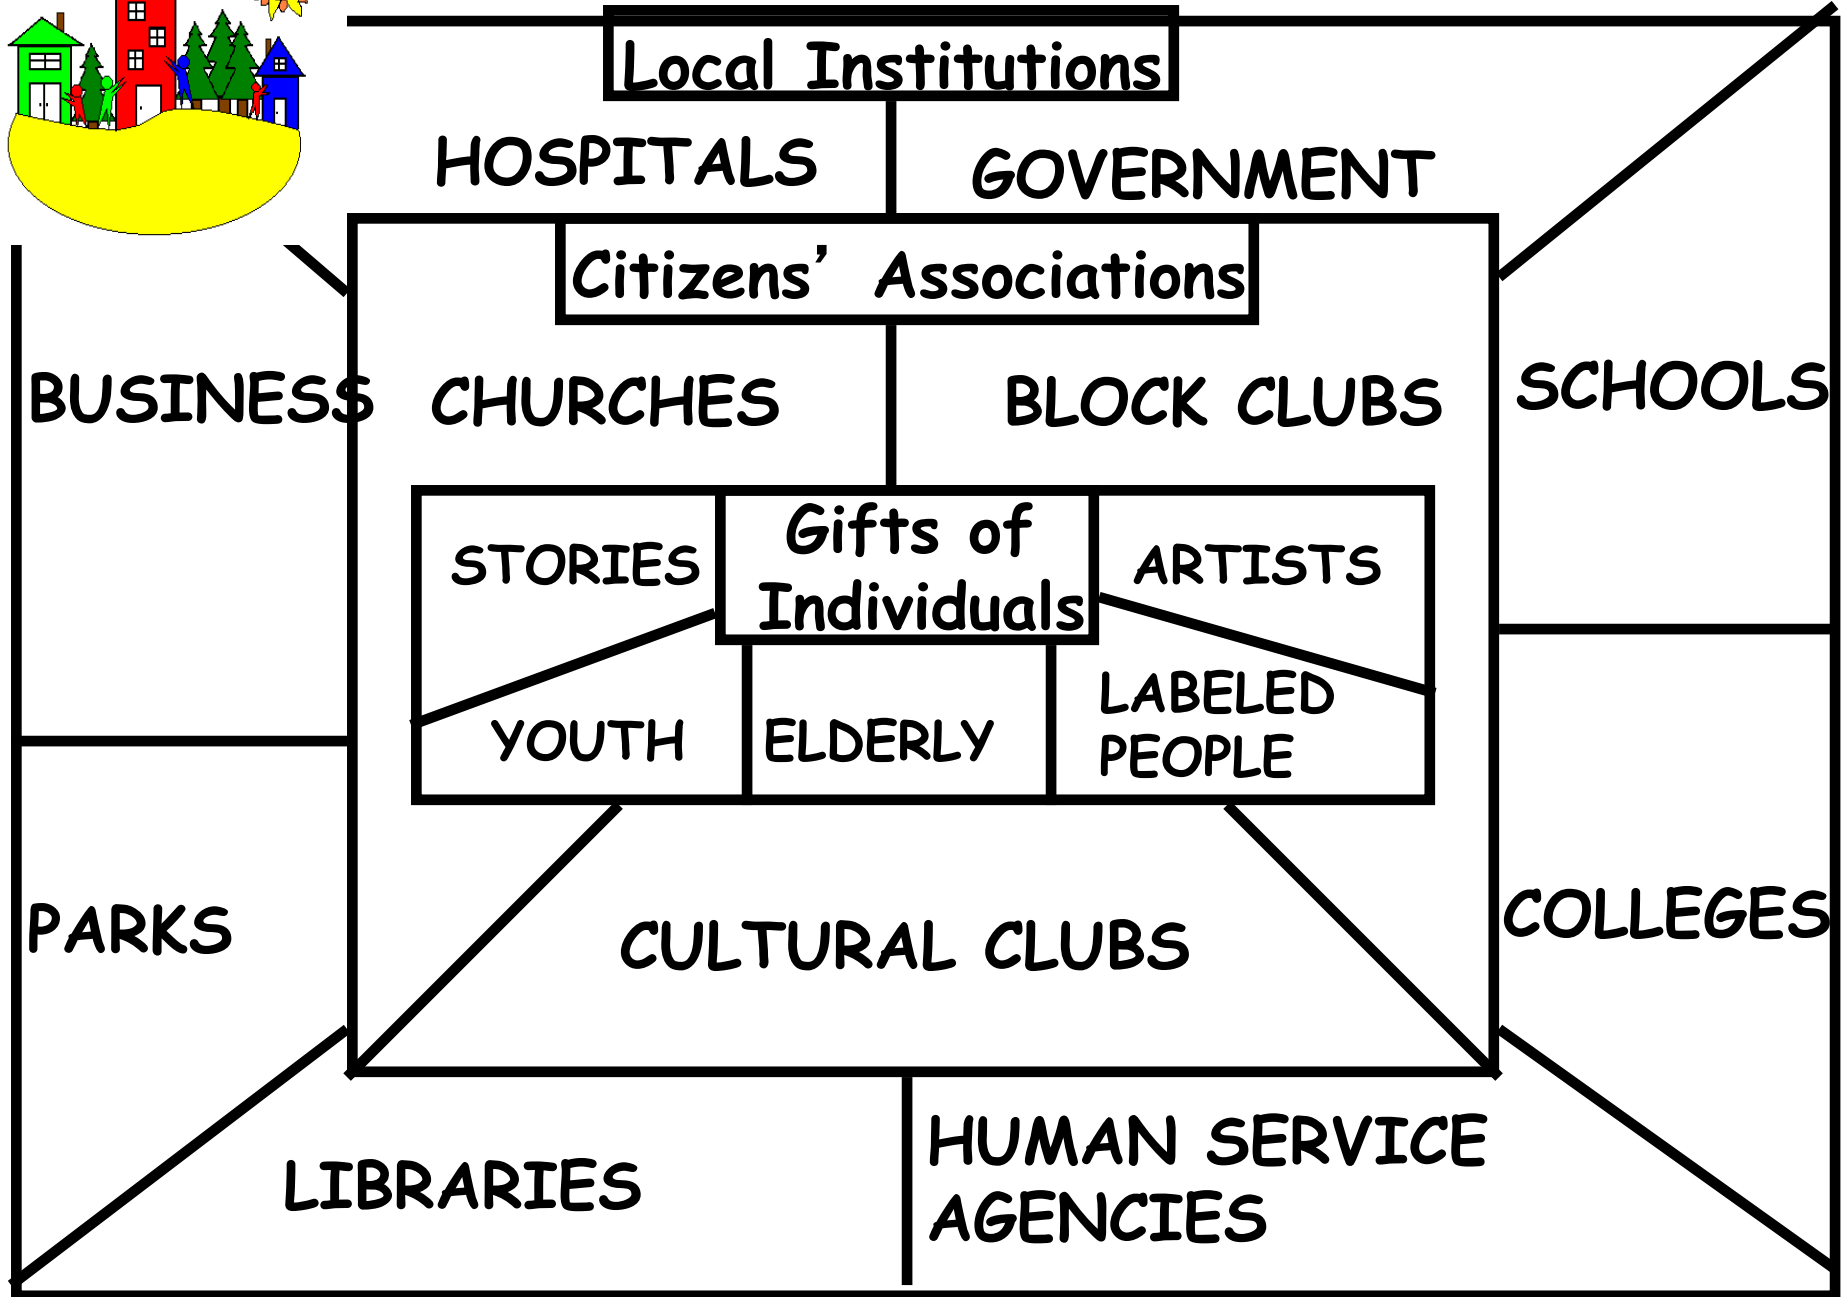 Local Institutions
HOSPITALS
GOVERNMENT
Citizens’ Associations
BUSINESS
CHURCHES
BLOCK CLUBS
SCHOOLS
Gifts of
Individuals
STORIES
ARTISTS
YOUTH
ELDERLY
LABELED
PEOPLE
PARKS
CULTURAL CLUBS
COLLEGES
LIBRARIES
HUMAN SERVICE
AGENCIES